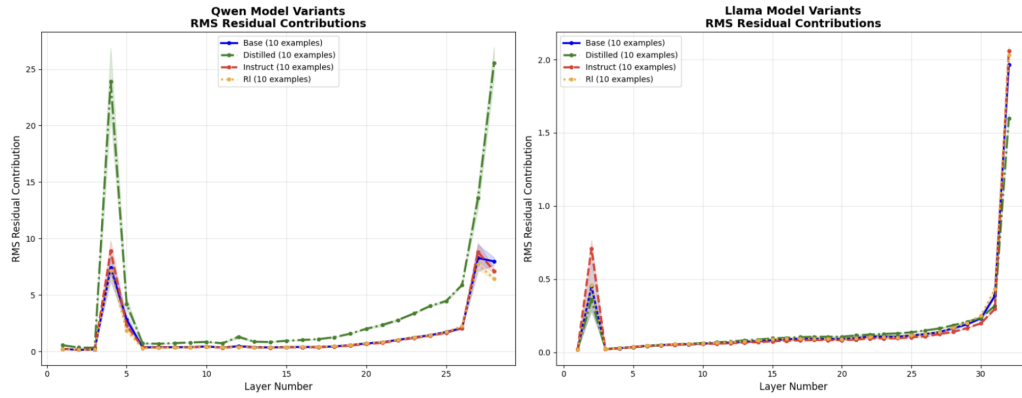 Qwen Model Variants
RMS Residual Contributions
Base (10 examples)
Distilled (10 examples)
Instruct (10 examples)
Rl (10 examples)
RMS Residual Contribution
25
20
15
10
5
0
0
5
10
15
20
25
Layer Number
Llama Model Variants
RMS Residual Contributions
Base (10 examples)
Distilled (10 examples)
Instruct (10 examples)
Rl (10 examples)
RMS Residual Contribution
2.0
1.5
1.0
0.5
0.0
0
5
10
15
20
25
30
Layer Number